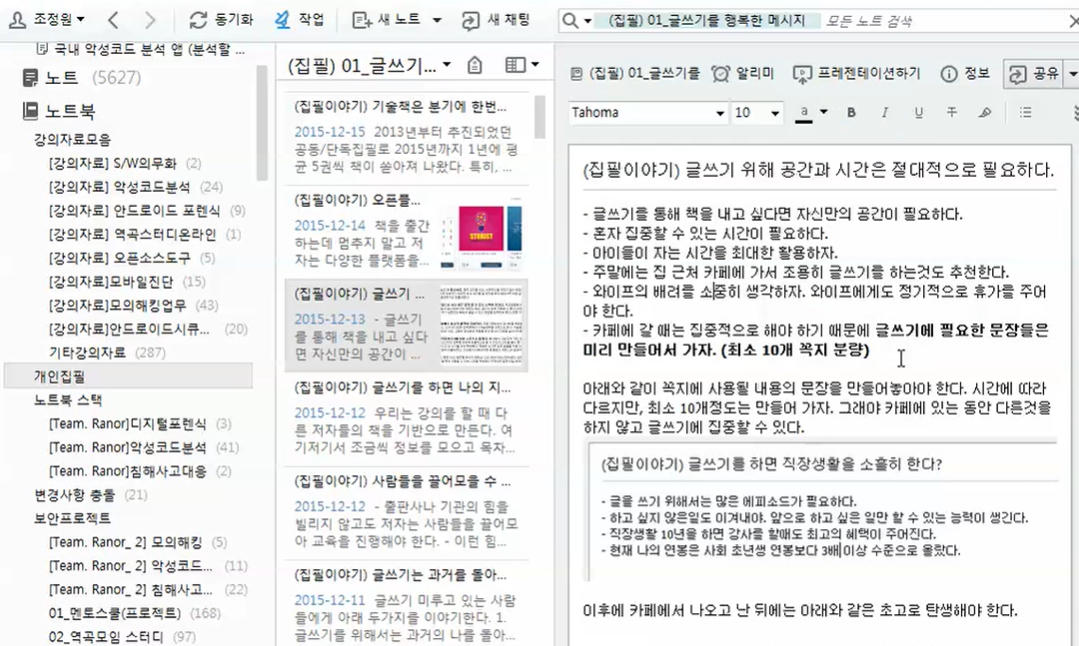 조정원
동기화
작업
새 노트
새 채팅
(집필) 01_글쓰기를 행복한 메시지
모든 노트 검색
국내 악성코드 분석 앱 (분석할 ...
노트 (5627)
노트북
강의자료모음
[강의자료] S/W의무화 (2)
[강의자료] 악성코드분석 (24)
[강의자료] 안드로이드 포렌식 (9)
[강의자료] 역곡스터디온라인 (1)
[강의자료] 오픈소스도구 (5)
[강의자료]모바일진단 (15)
[강의자료]모의해킹업무 (43)
[강의자료]안드로이드시큐... (20)
기타강의자료 (287)
개인집필
노트북 스택
[Team. Ranor]디지털포렌식 (3)
[Team. Ranor]악성코드분석 (41)
[Team. Ranor]침해사고대응 (2)
변경사항 충돌 (21)
보안프로젝트
[Team. Ranor_ 2] 모의해킹 (5)
[Team. Ranor_ 2] 악성코드... (11)
[Team. Ranor_ 2] 침해사고... (22)
01_멘토스쿨(프로젝트) (168)
02_역곡모임 스터디 (97)
(집필) 01_글쓰기...
(집필이야기) 기술책은 분기에 한번...
2015-12-15 2013년부터 추진되었던
공동/단독집필로 2015년까지 1년에 평
균 5권씩 책이 쏟아져 나왔다. 특히, ...
(집필이야기) 오픈플...
2015-12-14 책을 출간
하는데 멈추지 말고 저
자는 다양한 플랫폼을...
(집필이야기) 글쓰기 ...
2015-12-13 - 글쓰기
를 통해 책을 내고 싶다
면 자신만의 공간이 ...
(집필이야기) 글쓰기를 하면 나의 지...
2015-12-12 우리는 강의를 할 때 다
른 저자들의 책을 기반으로 만든다. 여
기저기서 조금씩 정보를 모으고 목차...
(집필이야기) 사람들을 끌어모을 수 ...
2015-12-12 - 출판사나 기관의 힘을
빌리지 않고도 저자는 사람들을 끌어모
아 교육을 진행해야 한다. - 이런 힘...
(집필이야기) 글쓰기는 과거를 돌아...
2015-12-11 글쓰기 미루고 있는 사람
들에게 아래 두가지를 이야기한다. 1.
글쓰기를 위해서는 과거의 나를 돌아...
(집필) 01_글쓰기를
알리미
프레젠테이션하기
정보
공유
Tahoma
10
a B I U T
(집필이야기) 글쓰기 위해 공간과 시간은 절대적으로 필요하다.
- 글쓰기를 통해 책을 내고 싶다면 자신만의 공간이 필요하다.
- 혼자 집중할 수 있는 시간이 필요하다.
- 아이들이 자는 시간을 최대한 활용하자.
- 주말에는 집 근처 카페에 가서 조용히 글쓰기를 하는것도 추천한다.
- 와이프의 배려를 소중히 생각하자. 와이프에게도 정기적으로 휴가를 주어
야 한다.
- 카페에 갈 때는 집중적으로 해야 하기 때문에 글쓰기에 필요한 문장들은
미리 만들어서 가자. (최소 10개 꼭지 분량)
아래와 같이 꼭지에 사용될 내용의 문장을 만들어놓아야 한다. 시간에 따라
다르지만, 최소 10개정도는 만들어 가자. 그래야 카페에 있는 동안 다른것을
하지 않고 글쓰기에 집중할 수 있다.
(집필이야기) 글쓰기를 하면 직장생활을 소홀히 한다?
- 글을 쓰기 위해서는 많은 에피소드가 필요하다.
- 하고 싶지 않은일도 이겨내야. 앞으로 하고 싶은 일만 할 수 있는 능력이 생긴다.
- 직장생활 10년을 하면 강사를 할때도 최고의 혜택이 주어진다.
- 현재 나의 연봉은 사회 초년생 연봉보다 3배이상 수준으로 올랐다.
이후에 카페에서 나오고 난 뒤에는 아래와 같은 초고로 탄생해야 한다.